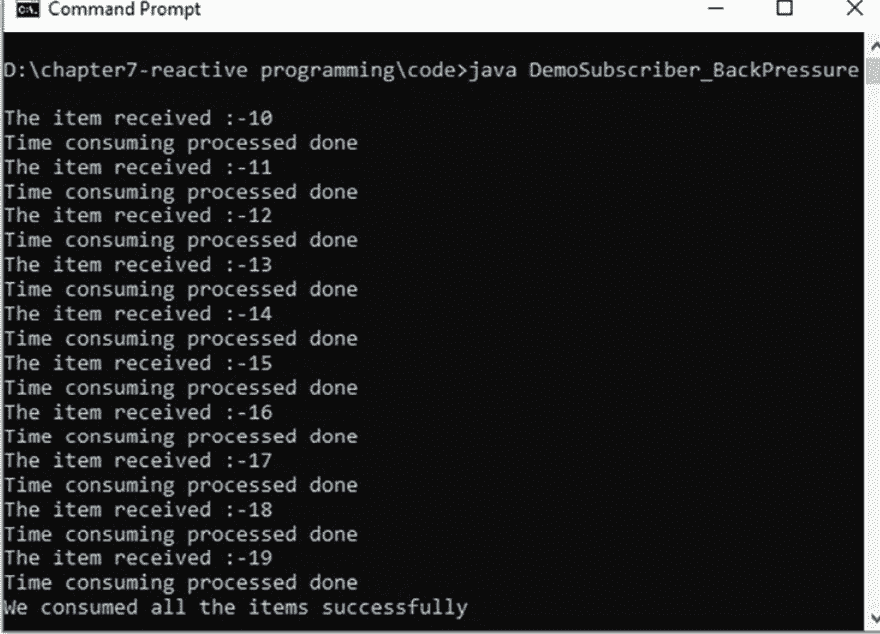 Command Prompt
D:\chapter7-reactive programming\code>java DemoSubscriber_BackPressure
The item received :-10
Time consuming processed done
The item received :-11
Time consuming processed done
The item received :-12
Time consuming processed done
The item received :-13
Time consuming processed done
The item received :-14
Time consuming processed done
The item received :-15
Time consuming processed done
The item received :-16
Time consuming processed done
The item received :-17
Time consuming processed done
The item received :-18
Time consuming processed done
The item received :-19
Time consuming processed done
We consumed all the items successfully